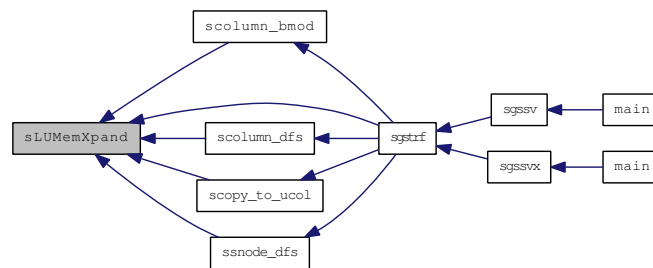 scolumn_bmod
sLUMemXpand
scolumn_dfs
scopy_to_ucol
ssnode_dfs
sgstrf
sgssv
sgssvx
main
main